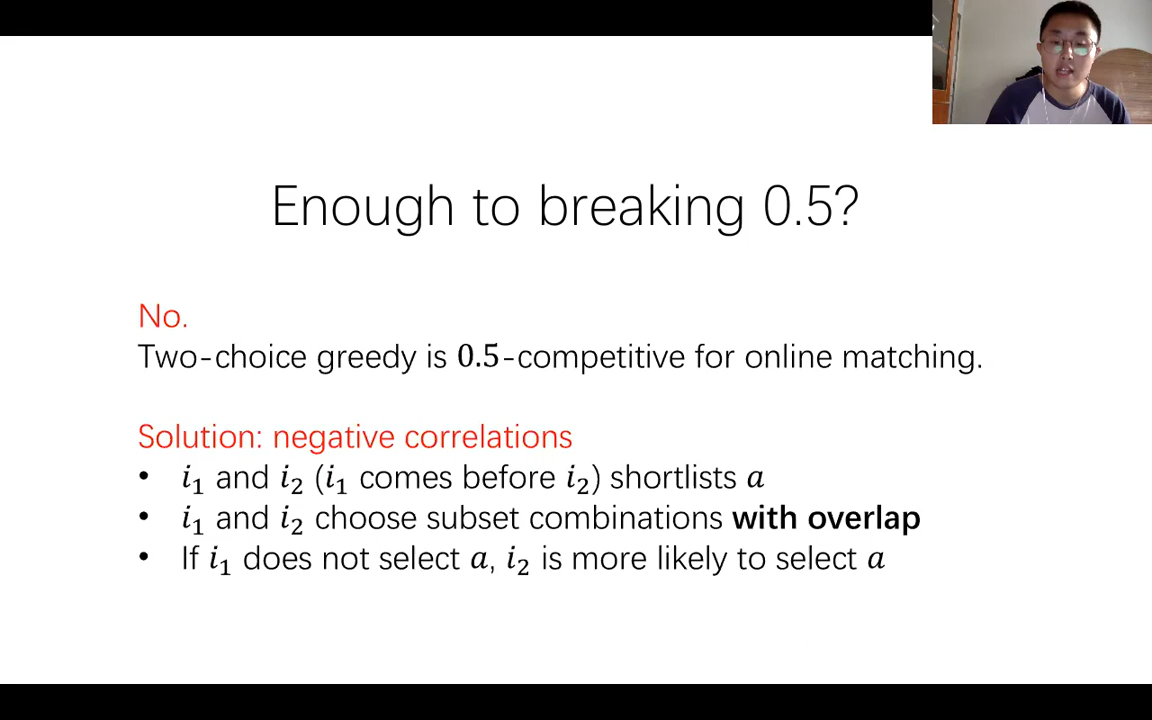 Enough to breaking 0.5?
No.
Two-choice greedy is 0.5-competitive for online matching.
Solution: negative correlations
• i₁ and i₂ (i₁ comes before i₂) shortlists a
• i₁ and i₂ choose subset combinations with overlap
• If i₁ does not select a, i₂ is more likely to select a